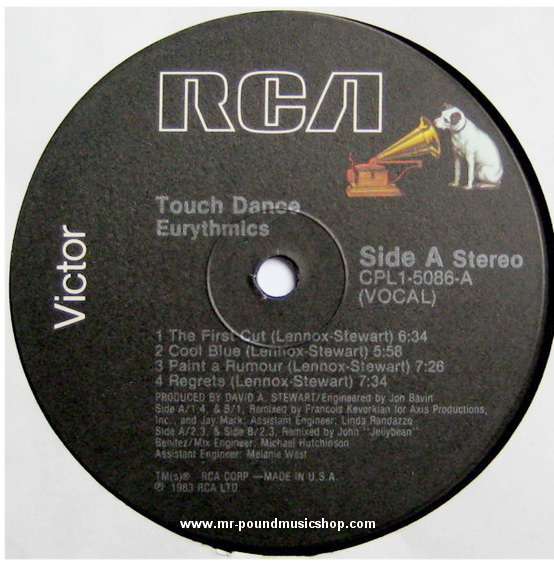 RCA
Victor
Touch Dance
Eurythmics
Side A Stereo
CPL1-5086-A
(VOCAL)
1 The First Cut (Lennox-Stewart) 6:34
2 Cool Blue (Lennox-Stewart) 5:58
3 Paint a Rumour (Lennox-Stewart) 7:26
4 Regrets (Lennox-Stewart) 7:34
PRODUCED BY DAVID A. STEWART/Engineered by Jon Bavin
Side A/1,4, & B/1, Remixed by Francois Kevorkian for Axis Productions,
Inc., and Jay Mark: Assistant Engineer: Linda Randazzo
Side A/2,3, & Side B/2,3, Remixed by John "Jellybean"
Benitez/Mix Engineer: Michael Hutchinson
Assistant Engineer: Melanie West
TM(s)® RCA CORP —MADE IN U.S.A.
℗ 1983 RCA LTD
www.mr-poundmusicshop.com